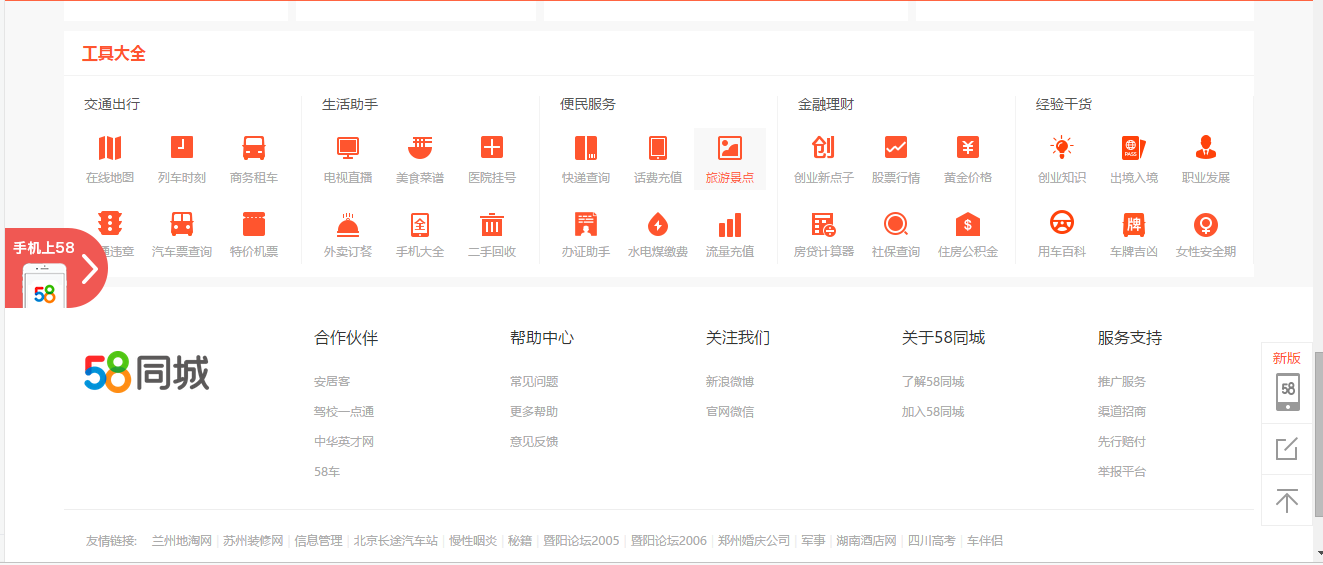 工具大全
交通出行 生活助手 便民服务 金融理财 经验干货
在线地图 列车时刻 商务租车 电视直播 美食菜谱 医院挂号 快递查询 话费充值 旅游景点 创业新点子 股票行情 黄金价格 创业知识 出境入境 职业发展
通违章 汽车票查询 特价机票 外卖订餐 手机大全 二手回收 办证助手 水电煤缴费 流量充值 房贷计算器 社保查询 住房公积金 用车百科 车牌吉凶 女性安全期
创 ¥ PASS
全 $ 牌
手机上58
58
58同城
合作伙伴
安居客
驾校一点通
中华英才网
58车
帮助中心
常见问题
更多帮助
意见反馈
关注我们
新浪微博
官网微信
关于58同城
了解58同城
加入58同城
服务支持
推广服务
渠道招商
先行赔付
举报平台
新版
58
友情链接: 兰州地淘网 | 苏州装修网 | 信息管理 | 北京长途汽车站 | 慢性咽炎 | 秘籍 | 暨阳论坛2005 | 暨阳论坛2006 | 郑州婚庆公司 | 军事 | 湖南酒店网 | 四川高考 | 车伴侣